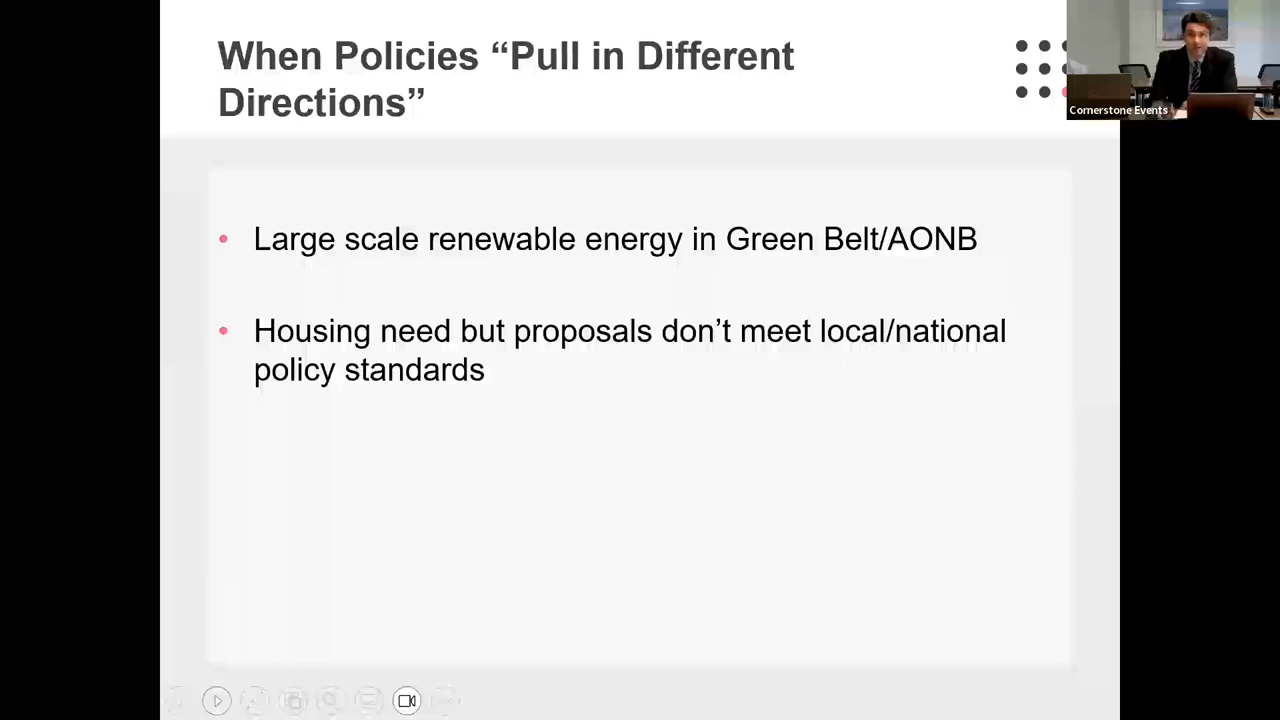 When Policies “Pull in Different
Directions”
Cornerstone Events
• Large scale renewable energy in Green Belt/AONB
• Housing need but proposals don’t meet local/national
policy standards